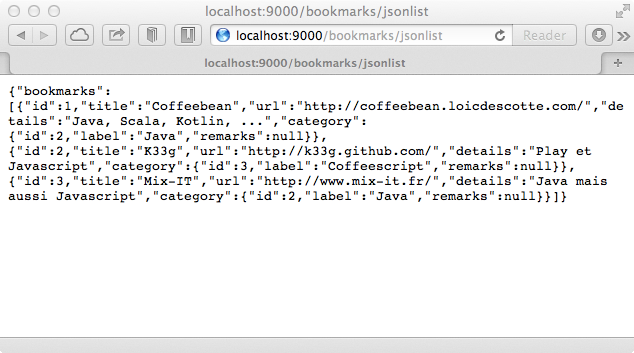 localhost:9000/bookmarks/jsonlist
localhost:9000/bookmarks/jsonlist
Reader
localhost:9000/bookmarks/jsonlist
{"bookmarks":
[{"id":1,"title":"Coffeebean","url":"http://coffeebean.loicdescotte.com/","de
tails":"Java, Scala, Kotlin, ...","category":
{"id":2,"label":"Java","remarks":null}},
{"id":2,"title":"K33g","url":"http://k33g.github.com/","details":"Play et
Javascript","category":{"id":3,"label":"Coffeescript","remarks":null}},
{"id":3,"title":"Mix-IT","url":"http://www.mix-it.fr/","details":"Java mais
aussi Javascript","category":{"id":2,"label":"Java","remarks":null}}]}